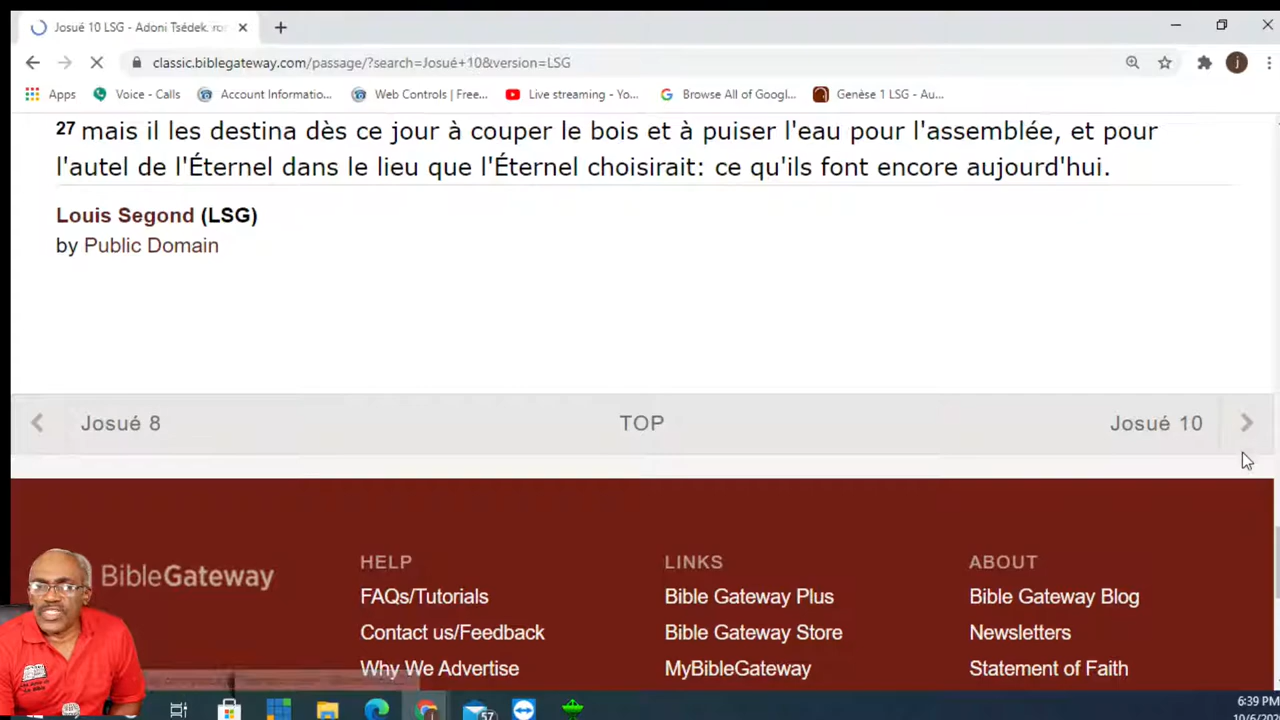 Josué 10 LSG - Adoni Tsédek, ro
classic.biblegateway.com/passage/?search=Josué+10&version=LSG
j
Apps Voice - Calls Account Informatio... Web Controls | Free... Live streaming - Yo... Browse All of Googl... Genèse 1 LSG - Au...
27 mais il les destina dès ce jour à couper le bois et à puiser l'eau pour l'assemblée, et pour
l'autel de l'Éternel dans le lieu que l'Éternel choisirait: ce qu'ils font encore aujourd'hui.
Louis Segond (LSG)
by Public Domain
Josué 8 TOP Josué 10
BibleGateway
HELP
FAQs/Tutorials
Contact us/Feedback
Why We Advertise
LINKS
Bible Gateway Plus
Bible Gateway Store
MyBibleGateway
ABOUT
Bible Gateway Blog
Newsletters
Statement of Faith
57
6:39 PM